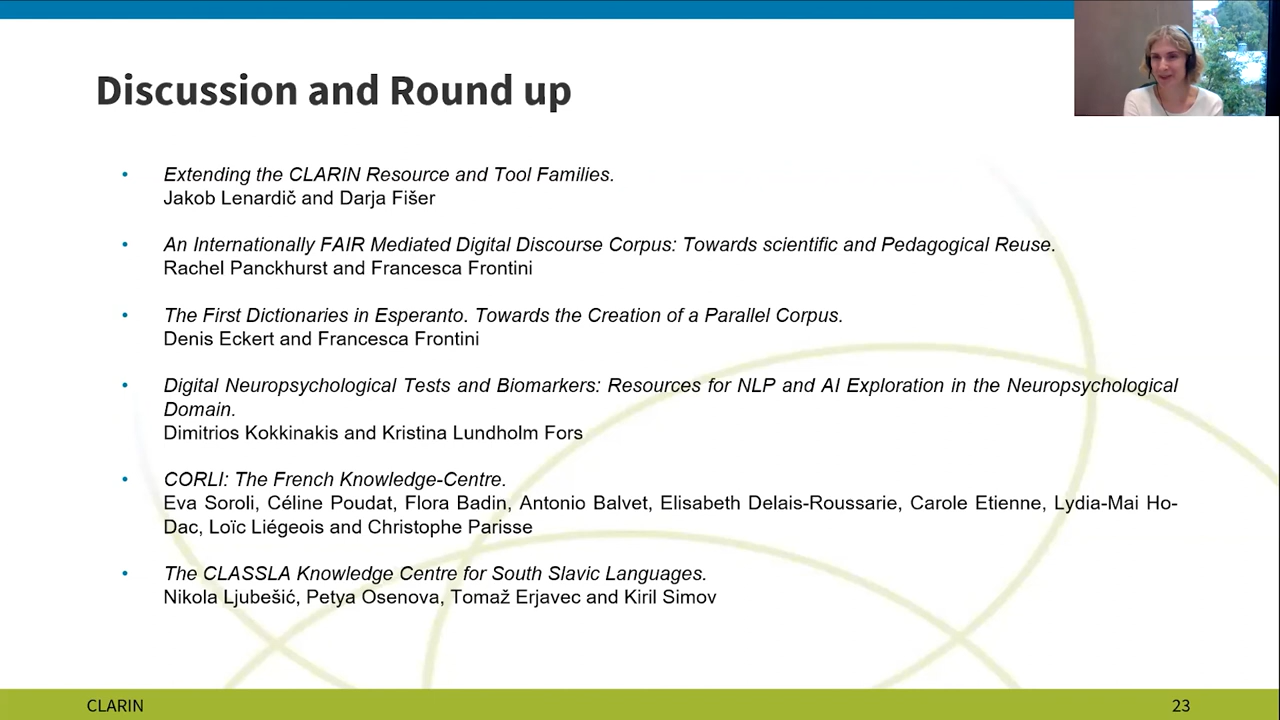 Discussion and Round up
• Extending the CLARIN Resource and Tool Families.
Jakob Lenardič and Darja Fišer
• An Internationally FAIR Mediated Digital Discourse Corpus: Towards scientific and Pedagogical Reuse.
Rachel Panckhurst and Francesca Frontini
• The First Dictionaries in Esperanto. Towards the Creation of a Parallel Corpus.
Denis Eckert and Francesca Frontini
• Digital Neuropsychological Tests and Biomarkers: Resources for NLP and AI Exploration in the Neuropsychological
Domain.
Dimitrios Kokkinakis and Kristina Lundholm Fors
• CORLI: The French Knowledge-Centre.
Eva Soroli, Céline Poudat, Flora Badin, Antonio Balvet, Elisabeth Delais-Roussarie, Carole Etienne, Lydia-Mai Ho-
Dac, Loïc Liégeois and Christophe Parisse
• The CLASSLA Knowledge Centre for South Slavic Languages.
Nikola Ljubešić, Petya Osenova, Tomaž Erjavec and Kiril Simov
CLARIN
23